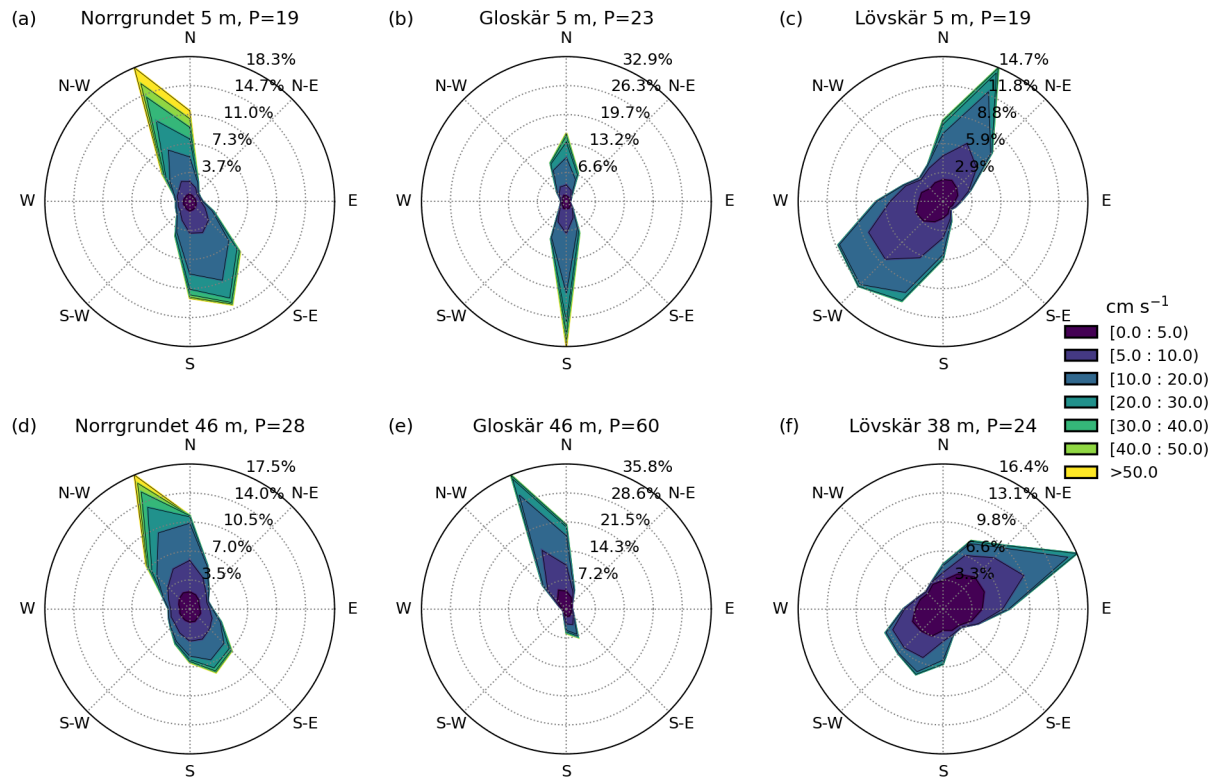 (a) Norrgrundet 5 m, P=19
N
18.3%
14.7%
11.0%
7.3%
3.7%
N-W
N-E
W
E
S-W
S-E
S
(b) Gloskär 5 m, P=23
N
32.9%
26.3%
19.7%
13.2%
6.6%
N-W
N-E
W
E
S-W
S-E
S
(c) Lövskär 5 m, P=19
N
14.7%
11.8%
8.8%
5.9%
2.9%
N-W
N-E
W
E
S-W
S-E
S
cm s⁻¹
[0.0 : 5.0)
[5.0 : 10.0)
[10.0 : 20.0)
[20.0 : 30.0)
[30.0 : 40.0)
[40.0 : 50.0)
>50.0
(d) Norrgrundet 46 m, P=28
N
17.5%
14.0%
10.5%
7.0%
3.5%
N-W
N-E
W
E
S-W
S-E
S
(e) Gloskär 46 m, P=60
N
35.8%
28.6%
21.5%
14.3%
7.2%
N-W
N-E
W
E
S-W
S-E
S
(f) Lövskär 38 m, P=24
N
16.4%
13.1%
9.8%
6.6%
3.3%
N-W
N-E
W
E
S-W
S-E
S